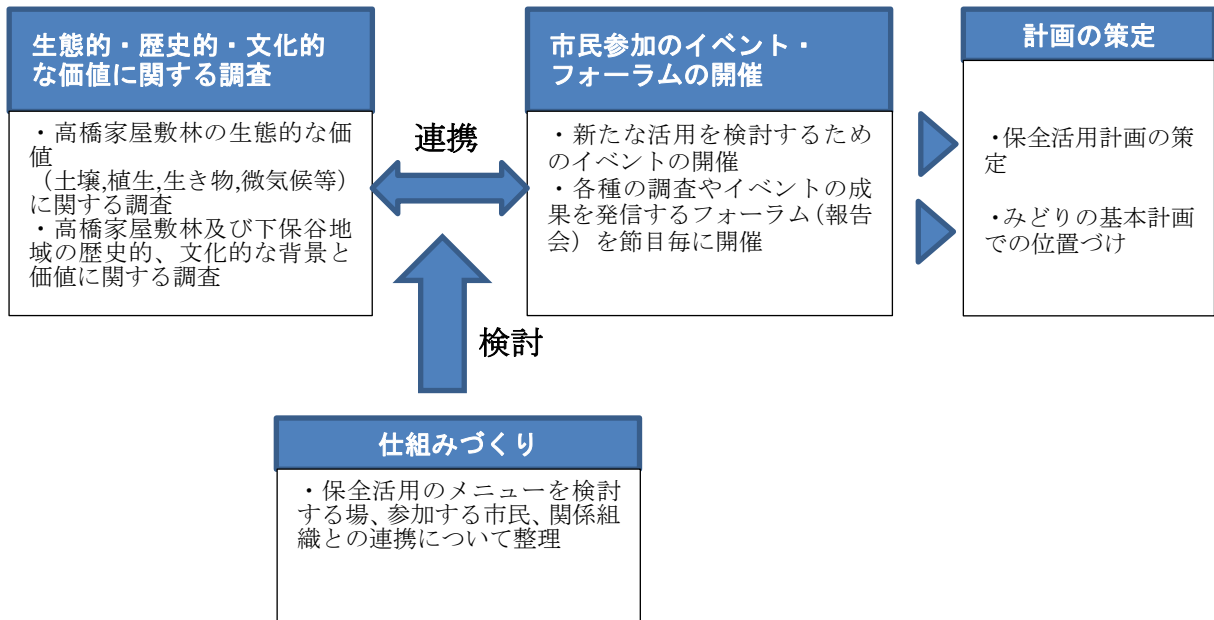 生態的・歴史的・文化的
な価値に関する調査
・高橋家屋敷林の生態的な価
値
（土壌,植生,生き物,微気候等）
に関する調査
・高橋家屋敷林及び下保谷地
域の歴史的、文化的な背景と
価値に関する調査
連携
市民参加のイベント・
フォーラムの開催
・新たな活用を検討するため
のイベントの開催
・各種の調査やイベントの成
果を発信するフォーラム（報告
会）を節目毎に開催
計画の策定
・保全活用計画の策
定
・みどりの基本計画
での位置づけ
検討
仕組みづくり
・保全活用のメニューを検討
する場、参加する市民、関係組
織との連携について整理